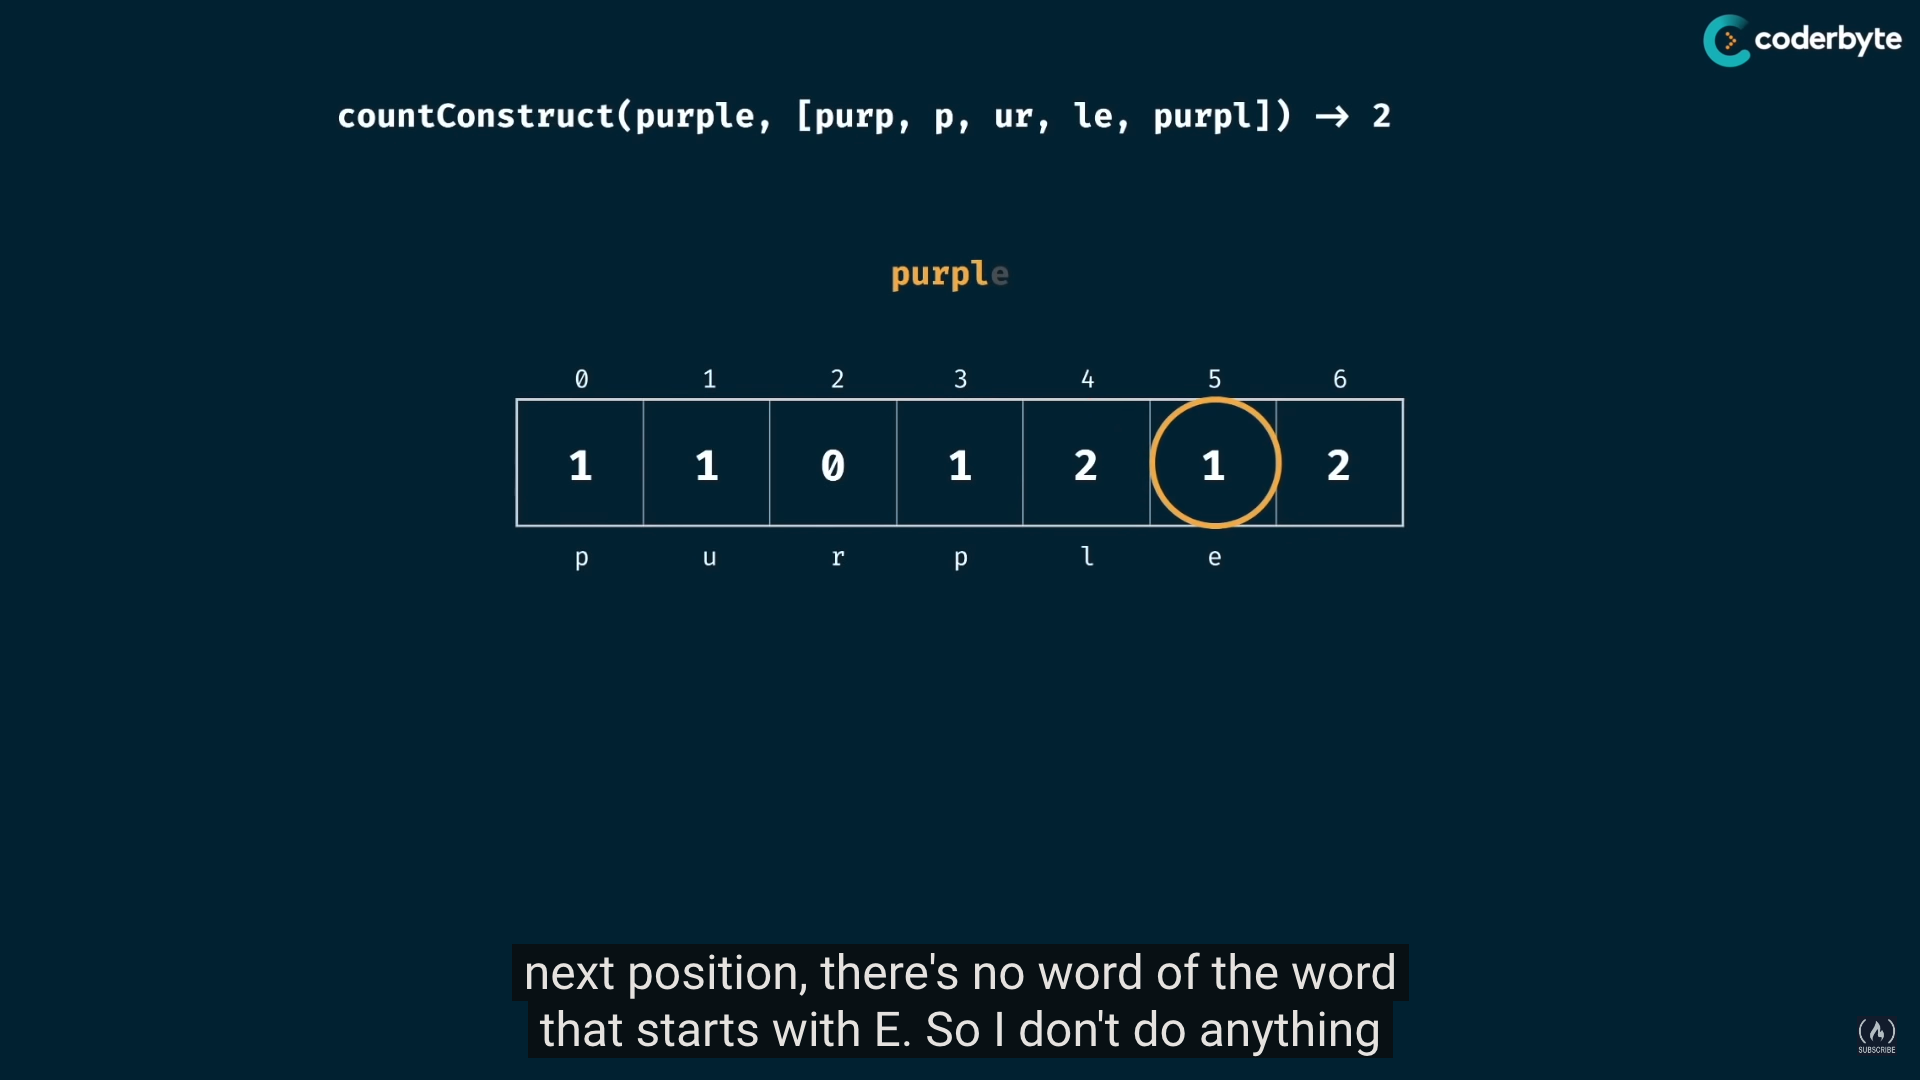 coderbyte
countConstruct(purple, [purp, p, ur, le, purpl]) → 2
purple
0 1 2 3 4 5 6
1 1 0 1 2 1 2
p u r p l e
next position, there's no word of the word
that starts with E. So I don't do anything
SUBSCRIBE